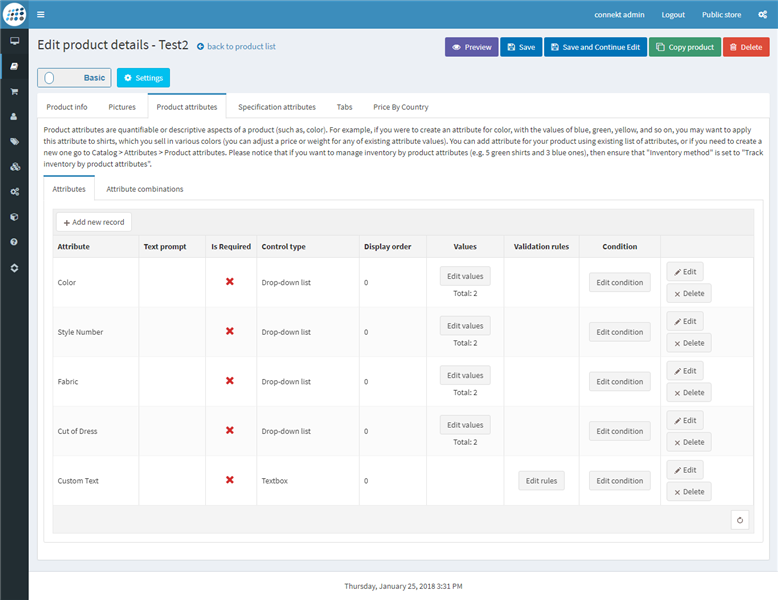 connekt admin Logout Public store
Edit product details - Test2 back to product list Preview Save Save and Continue Edit Copy product Delete
Basic Settings
Product info Pictures Product attributes Specification attributes Tabs Price By Country
Product attributes are quantifiable or descriptive aspects of a product (such as, color). For example, if you were to create an attribute for color, with the values of blue, green, yellow, and so on, you may want to apply
this attribute to shirts, which you sell in various colors (you can adjust a price or weight for any of existing attribute values). You can add attribute for your product using existing list of attributes, or if you need to create a
new one go to Catalog > Attributes > Product attributes. Please notice that if you want to manage inventory by product attributes (e.g. 5 green shirts and 3 blue ones), then ensure that "Inventory method" is set to "Track
inventory by product attributes".
Attributes Attribute combinations
+ Add new record
Attribute Text prompt Is Required Control type Display order Values Validation rules Condition
Color Drop-down list 0 Edit values Total: 2 Edit condition Edit Delete
Style Number Drop-down list 0 Edit values Total: 2 Edit condition Edit Delete
Fabric Drop-down list 0 Edit values Total: 2 Edit condition Edit Delete
Cut of Dress Drop-down list 0 Edit values Total: 2 Edit condition Edit Delete
Custom Text Textbox 0 Edit rules Edit condition Edit Delete
Thursday, January 25, 2018 3:31 PM